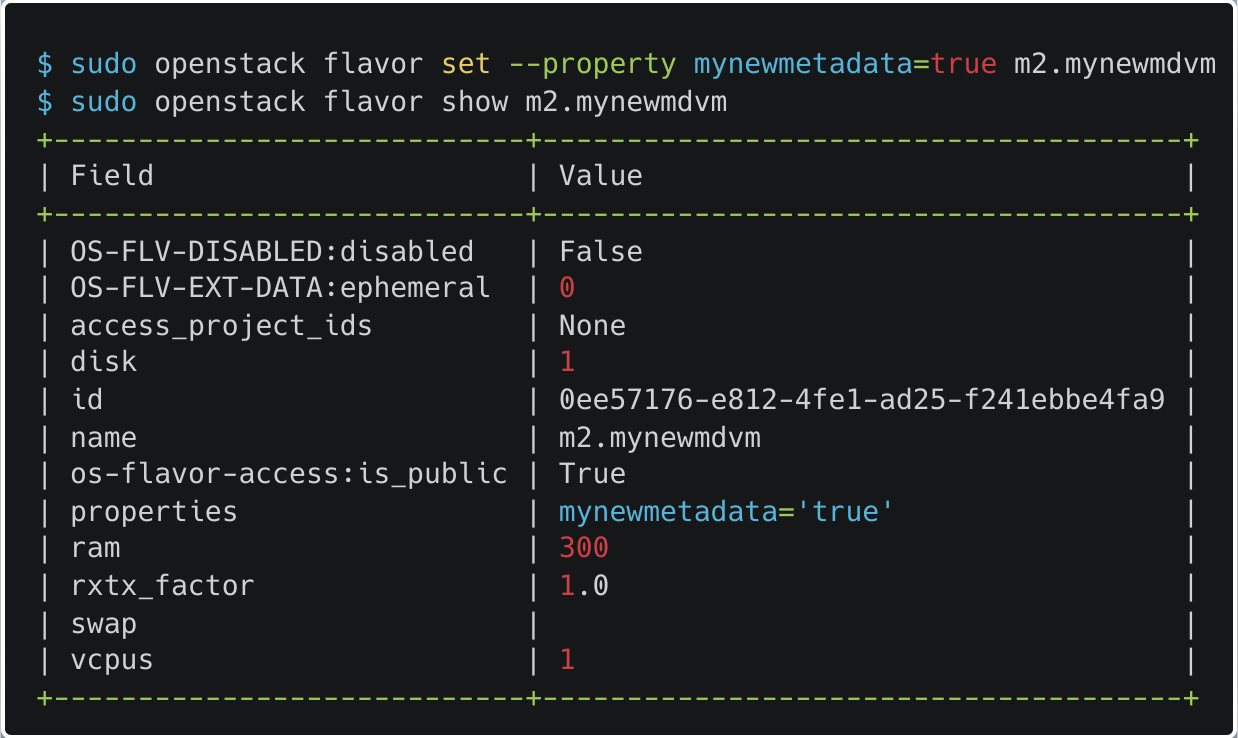 $ sudo openstack flavor set --property mynewmetadata=true m2.mynewmdvm
$ sudo openstack flavor show m2.mynewmdvm
+----------------------------+--------------------------------------+
| Field                      | Value                                |
+----------------------------+--------------------------------------+
| OS-FLV-DISABLED:disabled   | False                                |
| OS-FLV-EXT-DATA:ephemeral  | 0                                    |
| access_project_ids         | None                                 |
| disk                       | 1                                    |
| id                         | 0ee57176-e812-4fe1-ad25-f241ebbe4fa9 |
| name                       | m2.mynewmdvm                         |
| os-flavor-access:is_public | True                                 |
| properties                 | mynewmetadata='true'                 |
| ram                        | 300                                  |
| rxtx_factor                | 1.0                                  |
| swap                       |                                      |
| vcpus                      | 1                                    |
+----------------------------+--------------------------------------+